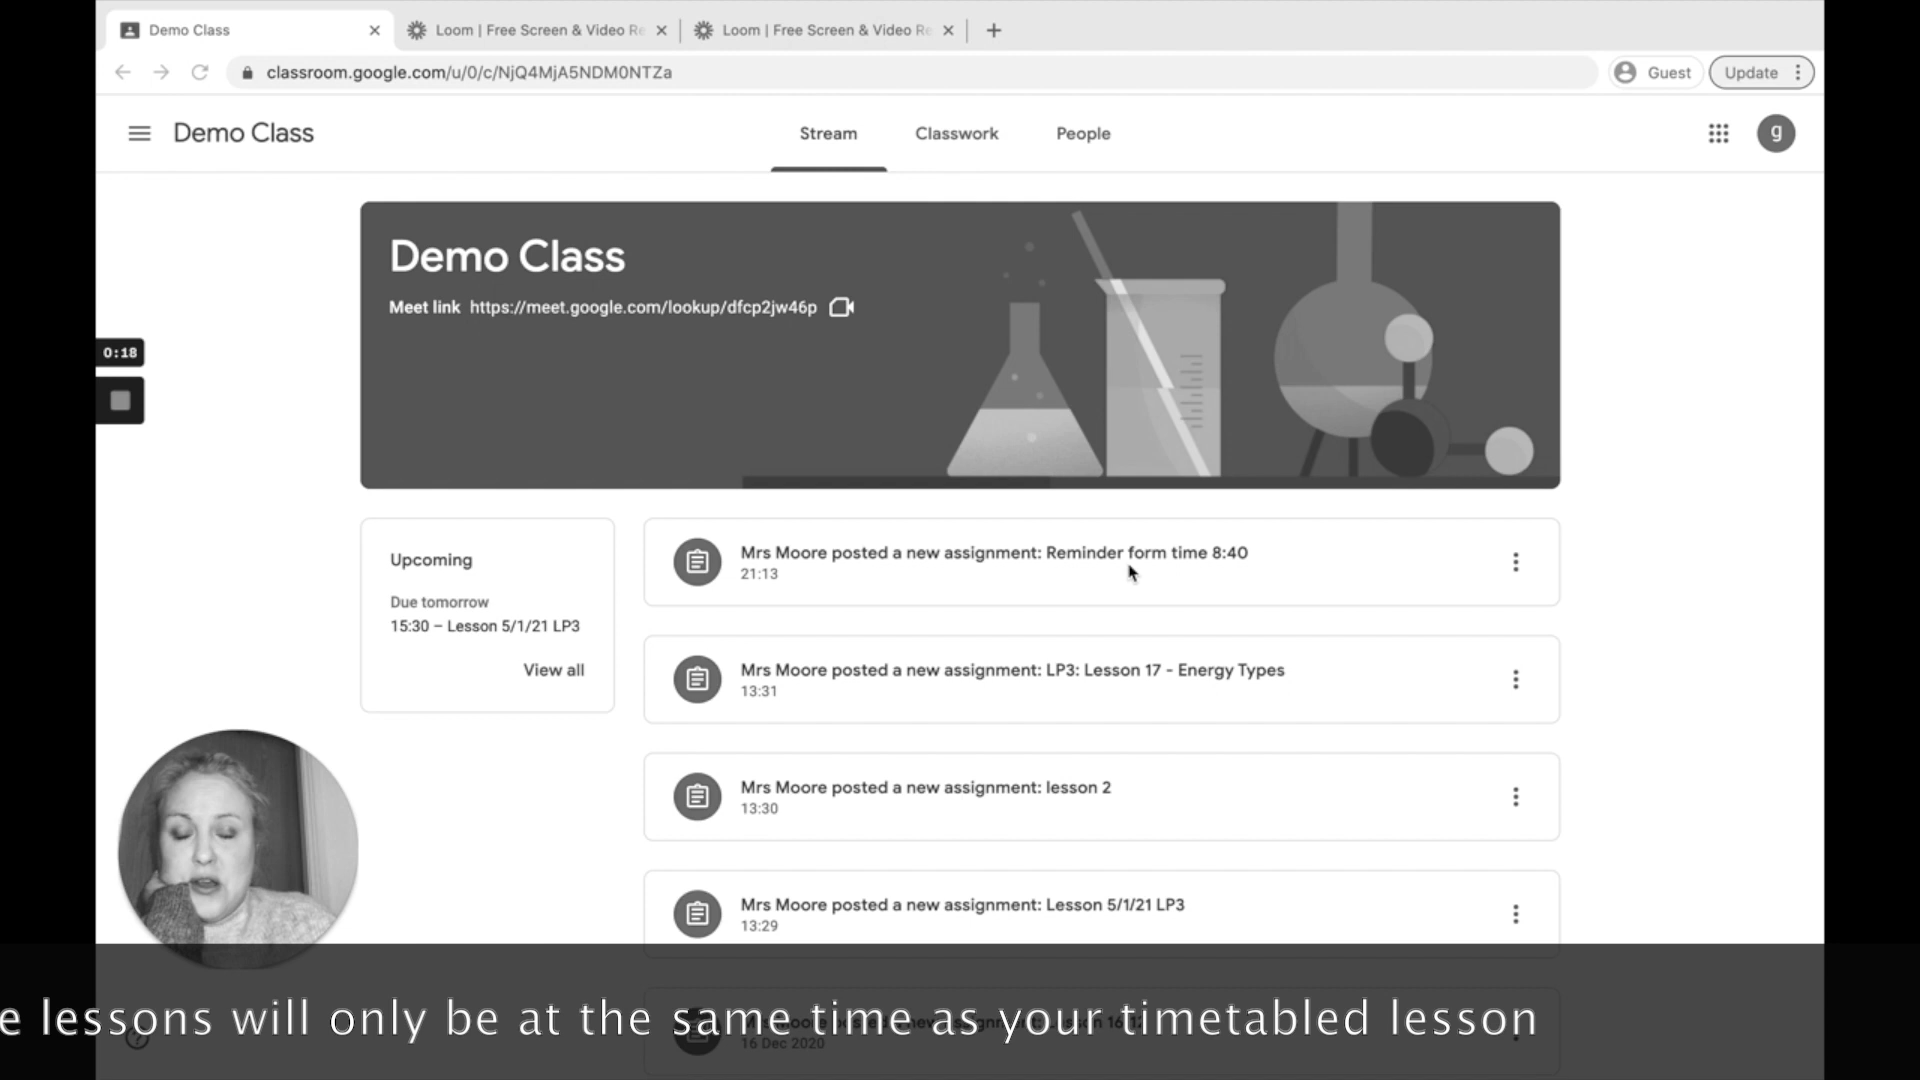 Demo Class
Loom | Free Screen & Video Re
Loom | Free Screen & Video Re
classroom.google.com/u/0/c/NjQ4MjA5NDM0NTZa
Guest
Update
Demo Class
Stream
Classwork
People
g
Demo Class
Meet link https://meet.google.com/lookup/dfcp2jw46p
0:18
Upcoming
Due tomorrow
15:30 – Lesson 5/1/21 LP3
View all
Mrs Moore posted a new assignment: Reminder form time 8:40
21:13
Mrs Moore posted a new assignment: LP3: Lesson 17 - Energy Types
13:31
Mrs Moore posted a new assignment: lesson 2
13:30
Mrs Moore posted a new assignment: Lesson 5/1/21 LP3
13:29
e lessons will only be at the same time as your timetabled lesson
16 Dec 2020